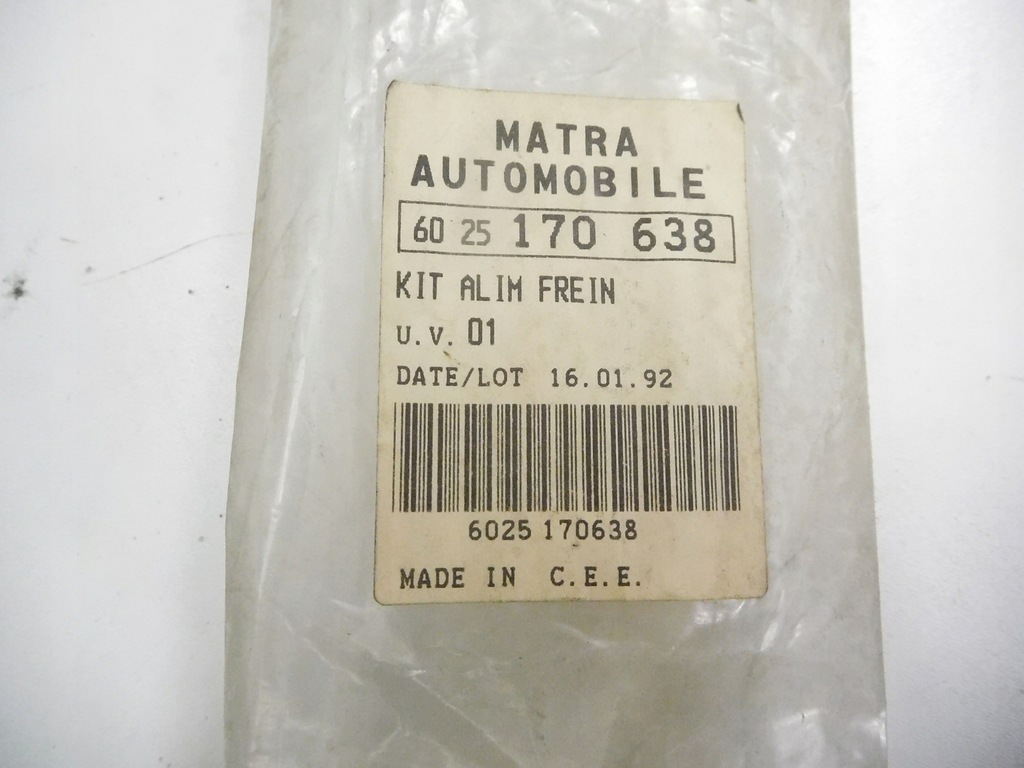 MATRA
AUTOMOBILE
60 25 170 638
KIT ALIM FREIN
U.V. 01
DATE/LOT 16.01.92
6025 170638
MADE IN C.E.E.